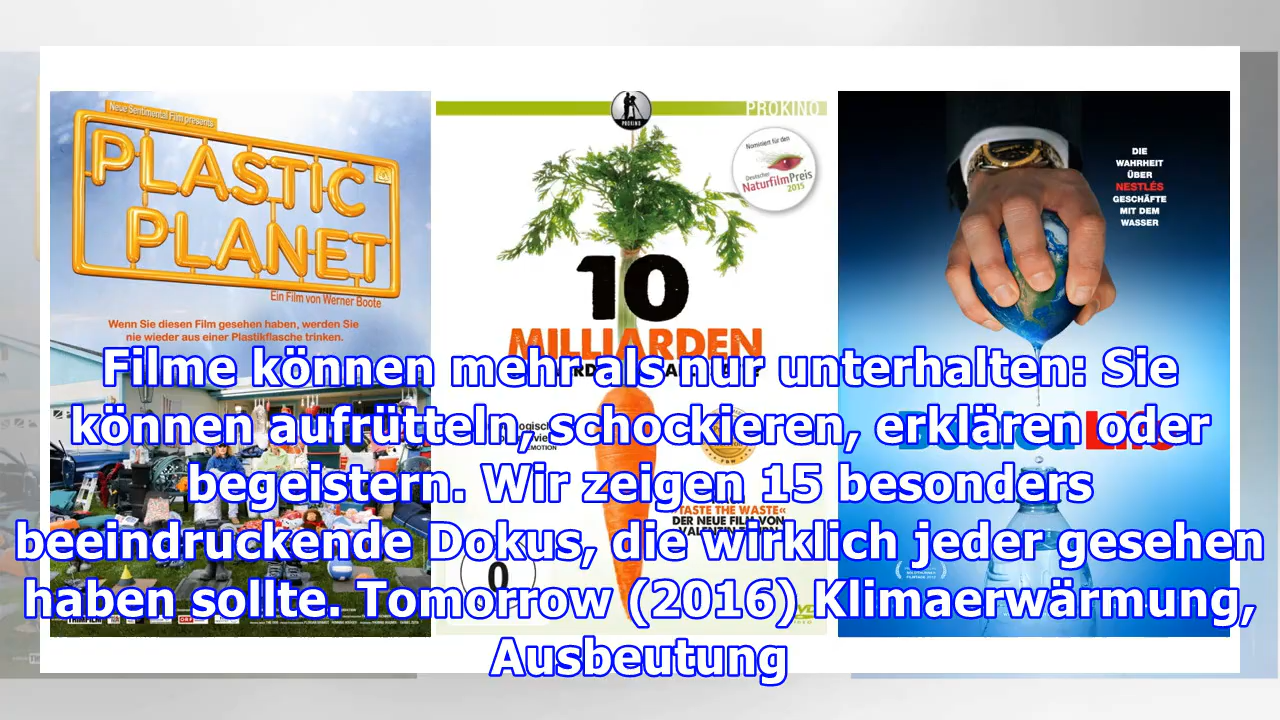 Neue Sentimental Film presents
PLASTIC
PLANET
Ein Film von Werner Boote
Wenn Sie diesen Film gesehen haben, werden Sie
nie wieder aus einer Plastikflasche trinken.
PROKINO
PROKINO
Nominiert für den
Deutscher
NaturfilmPreis
2015
10
MILLIARDEN
»TASTE THE WASTE«
DER NEUE FILM VON
0
DIE
WAHRHEIT
ÜBER
NESTLÉS
GESCHÄFTE
MIT DEM
WASSER
Filme können mehr als nur unterhalten: Sie
können aufrütteln, schockieren, erklären oder
begeistern. Wir zeigen 15 besonders
beeindruckende Dokus, die wirklich jeder gesehen
haben sollte. Tomorrow (2016) Klimaerwärmung,
Ausbeutung